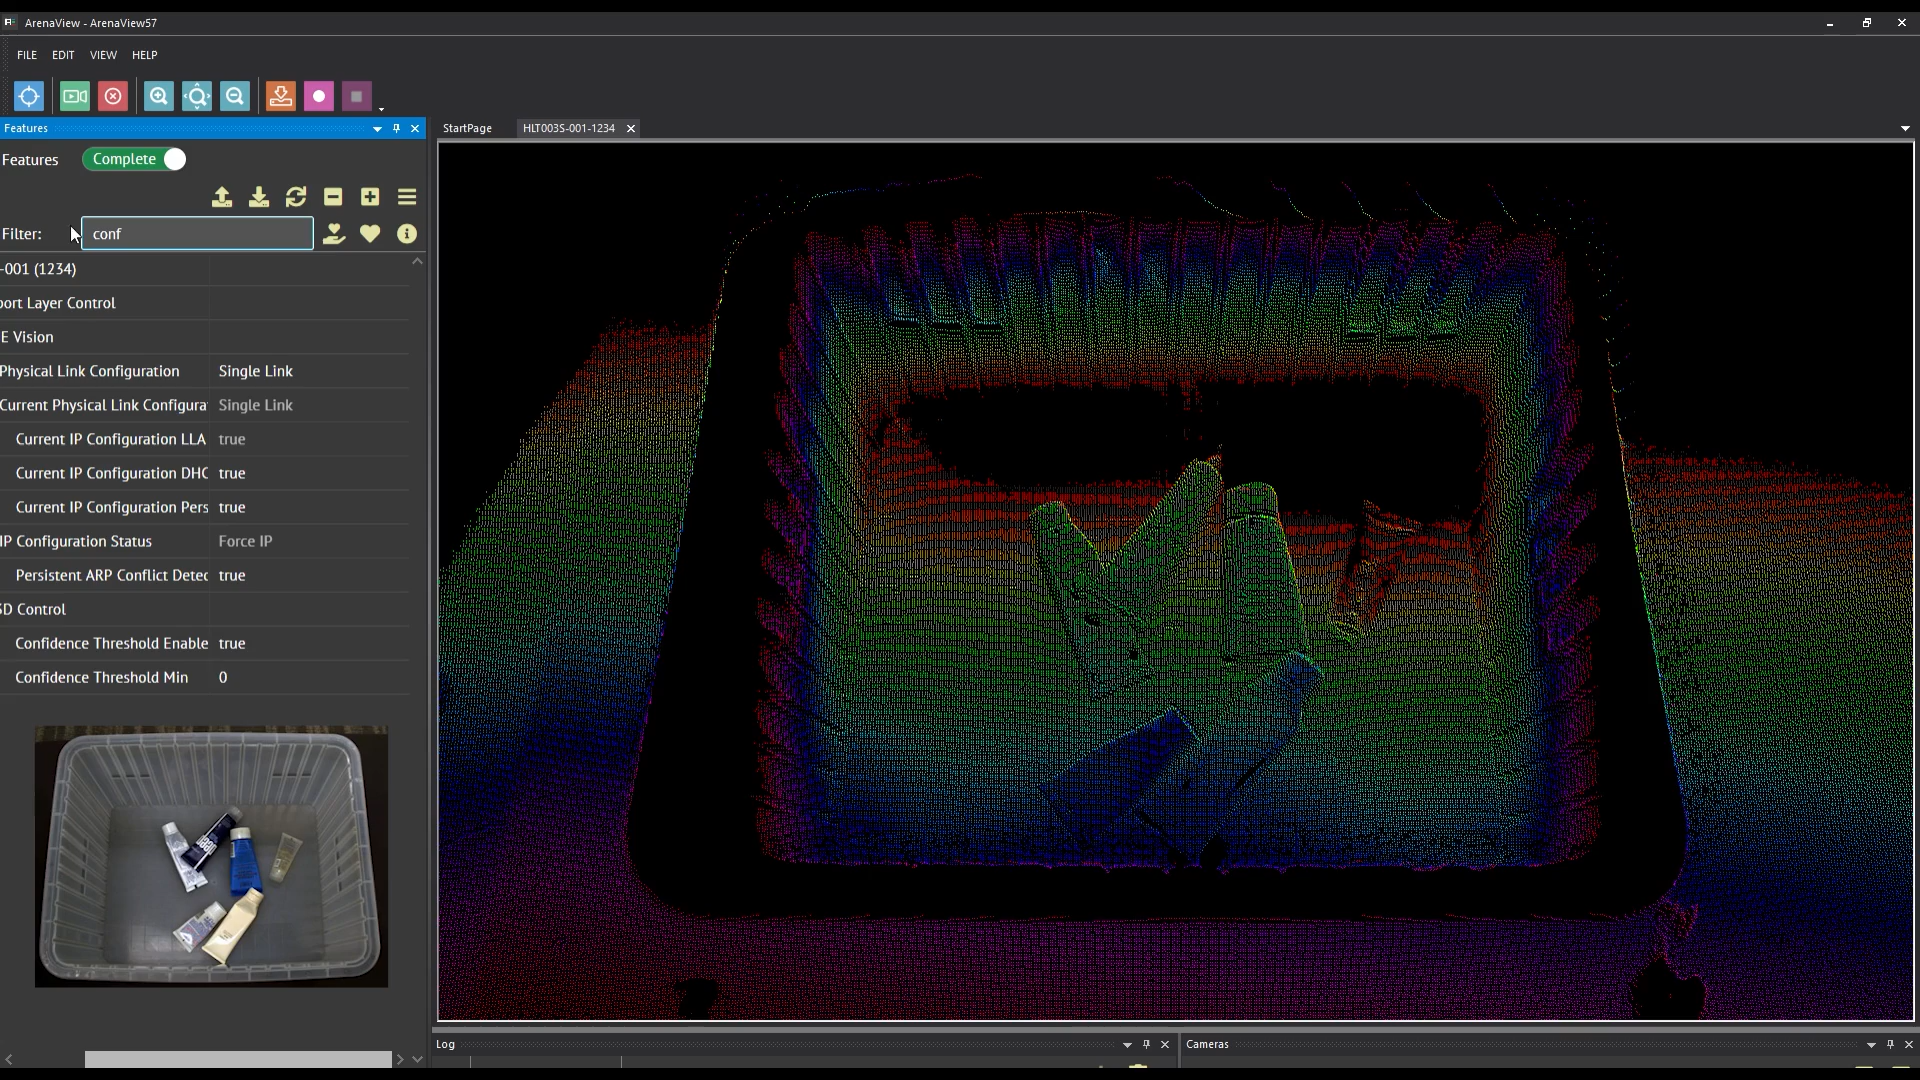 ArenaView - ArenaView57
FILE EDIT VIEW HELP
Features
Features Complete
Filter: conf
-001 (1234)
port Layer Control
E Vision
Physical Link Configuration Single Link
Current Physical Link Configura Single Link
Current IP Configuration LLA true
Current IP Configuration DHC true
Current IP Configuration Pers true
IP Configuration Status Force IP
Persistent ARP Conflict Detec true
3D Control
Confidence Threshold Enable true
Confidence Threshold Min 0
StartPage HLT003S-001-1234
Log
Cameras